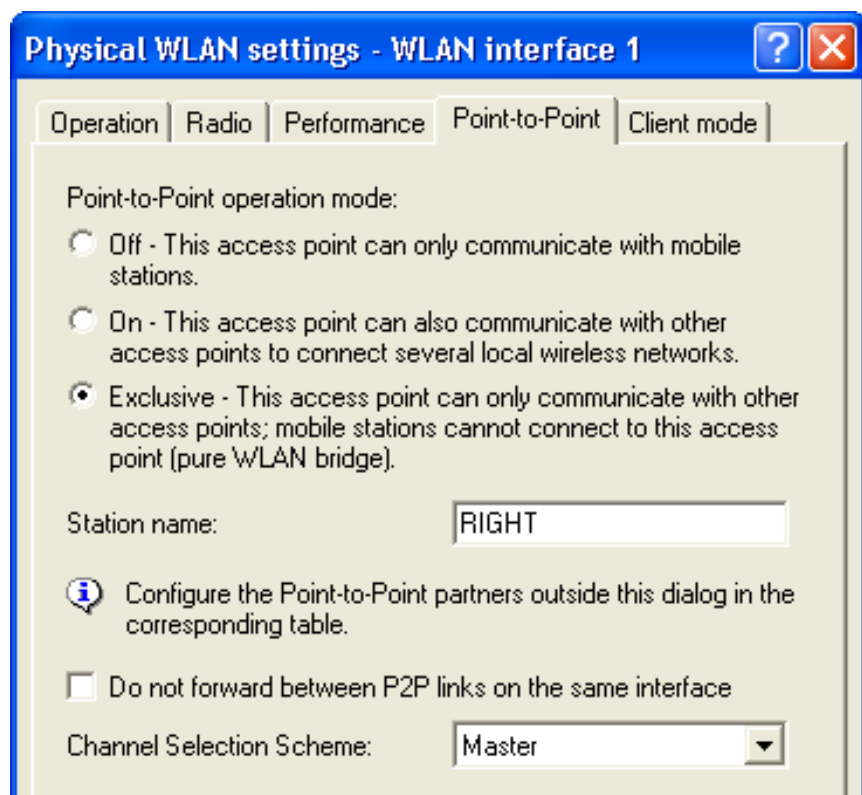 Physical WLAN settings - WLAN interface 1
Operation Radio Performance Point-to-Point Client mode
Point-to-Point operation mode:
Off - This access point can only communicate with mobile
stations.
On - This access point can also communicate with other
access points to connect several local wireless networks.
Exclusive - This access point can only communicate with other
access points; mobile stations cannot connect to this access
point (pure WLAN bridge).
Station name: RIGHT
Configure the Point-to-Point partners outside this dialog in the
corresponding table.
Do not forward between P2P links on the same interface
Channel Selection Scheme: Master